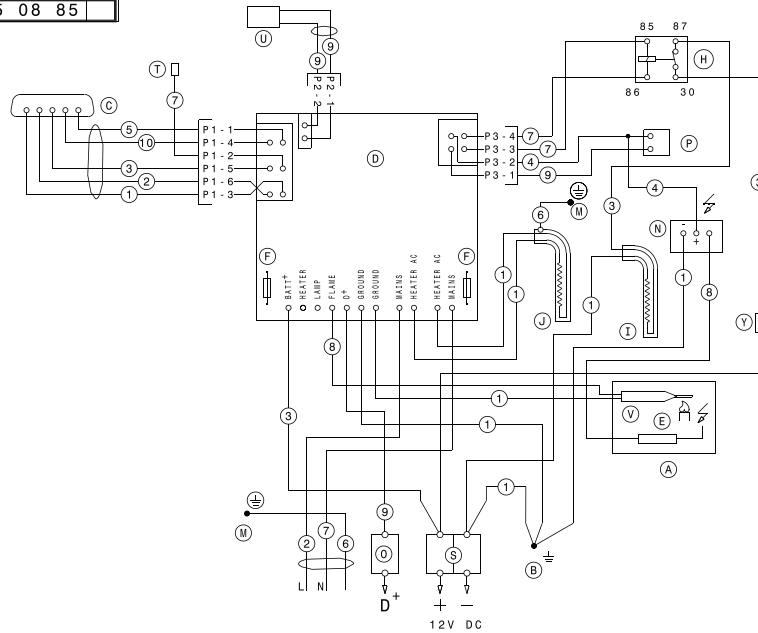 5 08 85
U
9
9
85 87
H
86 30
T
7
C
P2-2
P2-1
5
10
3
2
1
P1-1
P1-4
P1-2
P1-5
P1-6
P1-3
D
P3-4
P3-3
P3-2
P3-1
7
7
4
9
P
4
3
M
6
N
-
+
1
8
F
F
BATT+
HEATER
LAMP
FLAME
D+
GROUND
GROUND
MAINS
HEATER AC
HEATER AC
MAINS
1
1
1
J
I
Y
8
3
1
1
V
E
A
M
2
7
6
9
1
O
S
B
L N
D+
+ -
12V DC